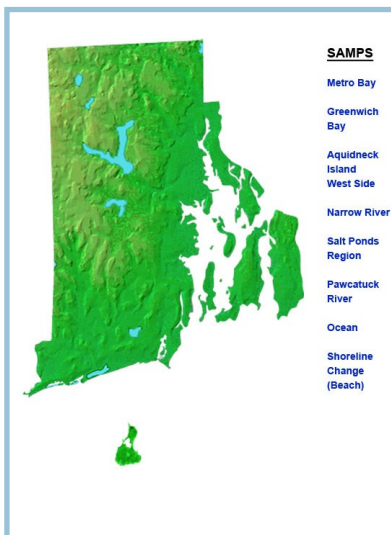 SAMPS
Metro Bay
Greenwich
Bay
Aquidneck
Island
West Side
Narrow River
Salt Ponds
Region
Pawcatuck
River
Ocean
Shoreline
Change
(Beach)